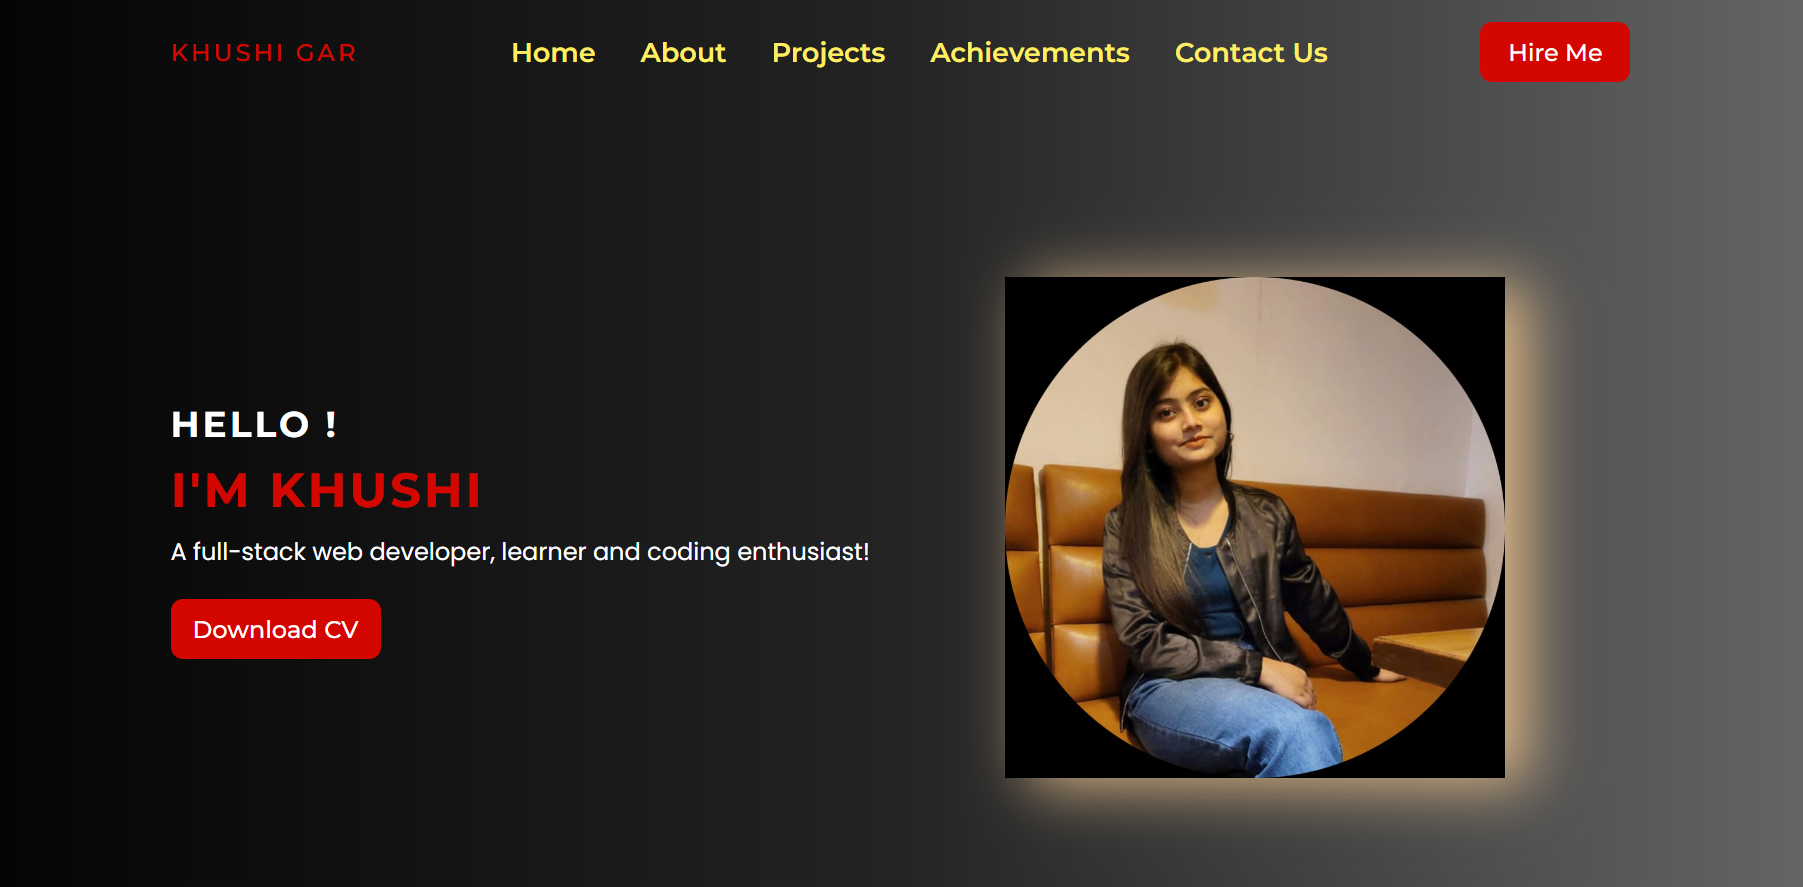 KHUSHI GAR
Home About Projects Achievements Contact Us
Hire Me
HELLO !
I'M KHUSHI
A full-stack web developer, learner and coding enthusiast!
Download CV